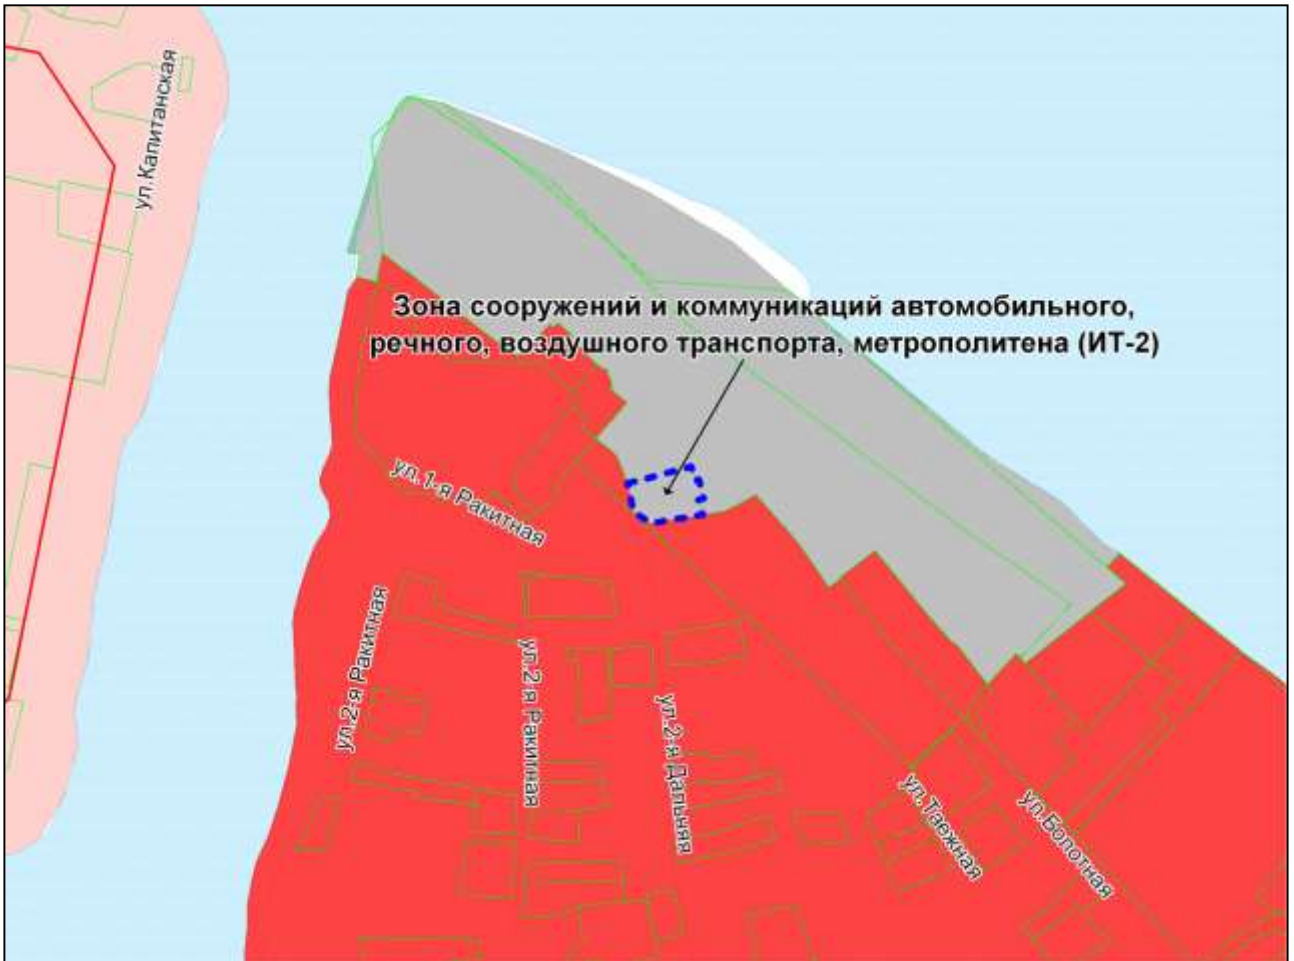 ул.Капитанская
Зона сооружений и коммуникаций автомобильного,
речного, воздушного транспорта, метрополитена (ИТ-2)
ул.1-я Ракитная
ул.2-я Ракитная
ул.2-я Ракитная
ул.2-я Дальняя
ул.Таежная
ул.Болотная